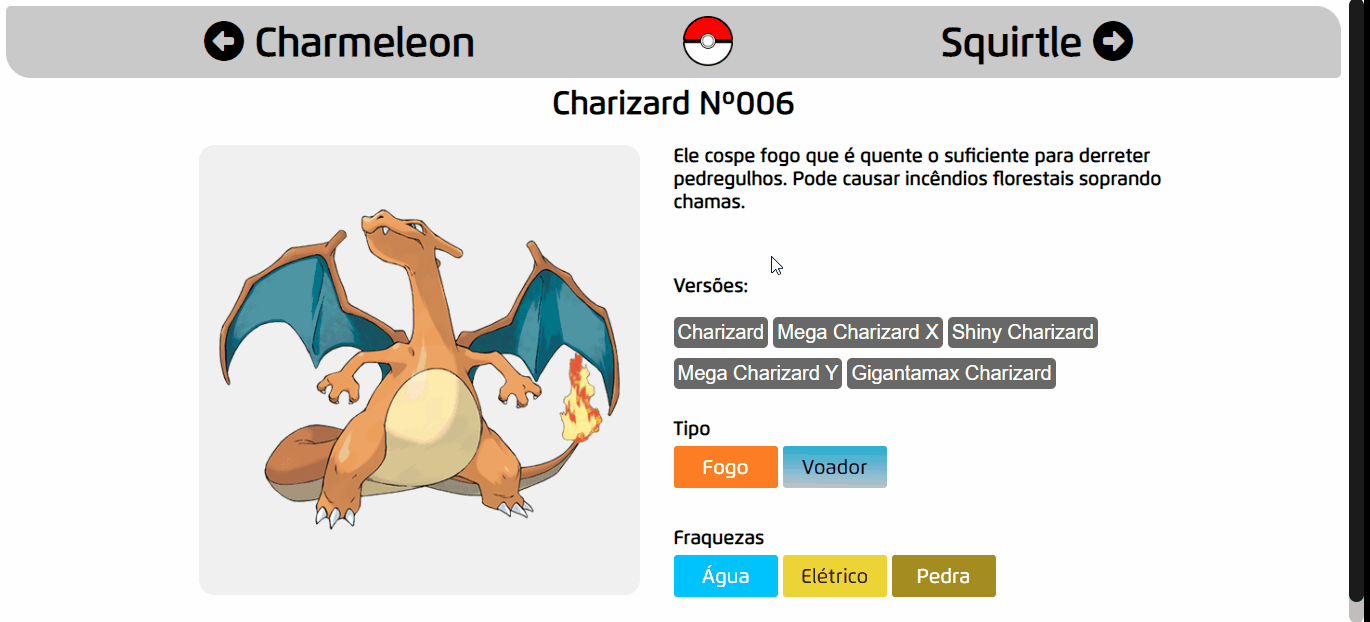 Charmeleon Squirtle
Charizard Nº006
Ele cospe fogo que é quente o suficiente para derreter
pedregulhos. Pode causar incêndios florestais soprando
chamas.
Versões:
Charizard Mega Charizard X Shiny Charizard
Mega Charizard Y Gigantamax Charizard
Tipo
Fogo Voador
Fraquezas
Água Elétrico Pedra